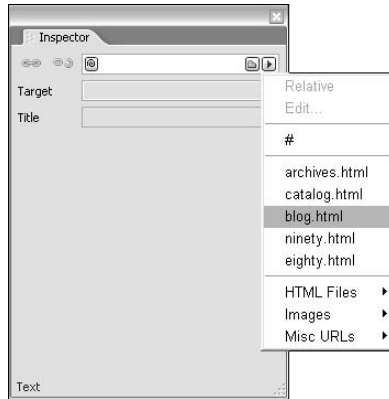 Inspector
Target
Title
Relative
Edit...
#
archives.html
catalog.html
blog.html
ninety.html
eighty.html
HTML Files
Images
Misc URLs
Text